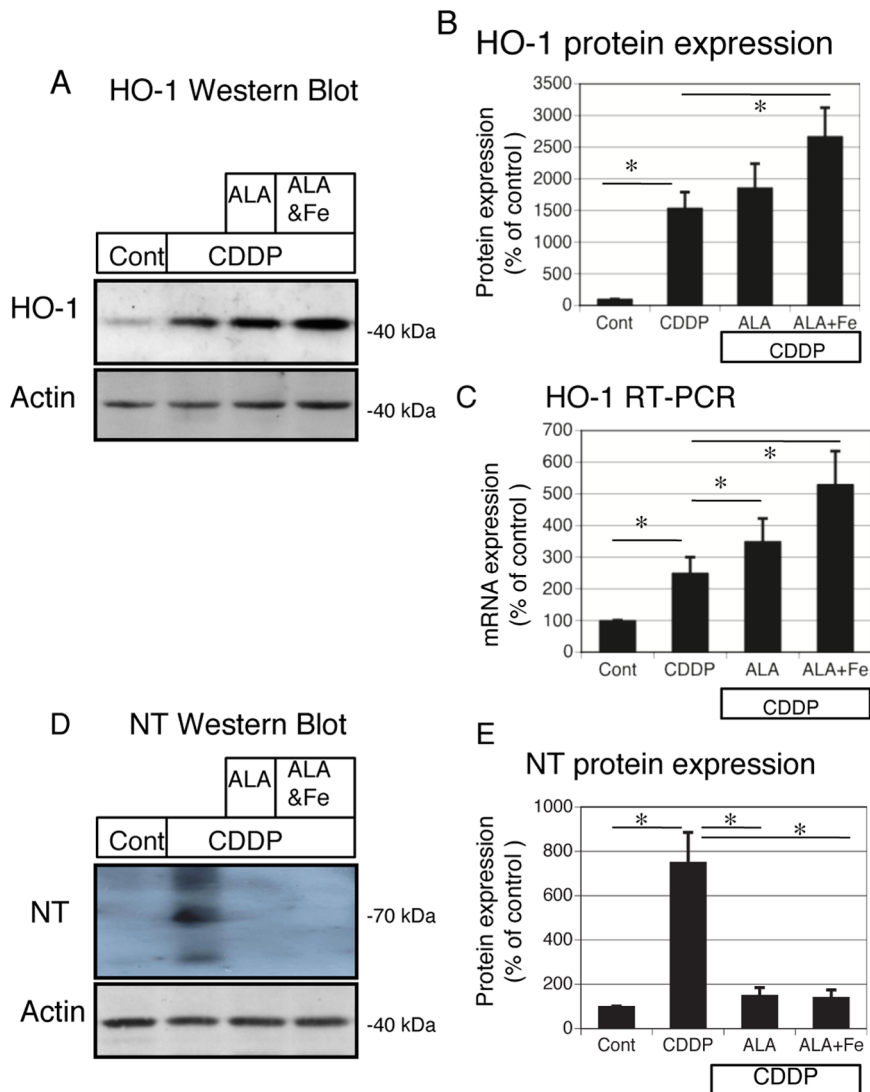 A HO-1 Western Blot
ALA ALA
&Fe
Cont CDDP
HO-1
-40 kDa
Actin
-40 kDa
B
HO-1 protein expression
Protein expression
(% of control )
3500
3000
2500
2000
1500
1000
500
0
*
*
Cont CDDP ALA ALA+Fe
CDDP
C HO-1 RT-PCR
mRNA expression
(% of control )
700
600
500
400
300
200
100
0
*
*
*
Cont CDDP ALA ALA+Fe
CDDP
D NT Western Blot
ALA ALA
&Fe
Cont CDDP
NT
-70 kDa
Actin
-40 kDa
E
NT protein expression
Protein expression
(% of control )
1000
800
600
400
200
0
* * *
Cont CDDP ALA ALA+Fe
CDDP